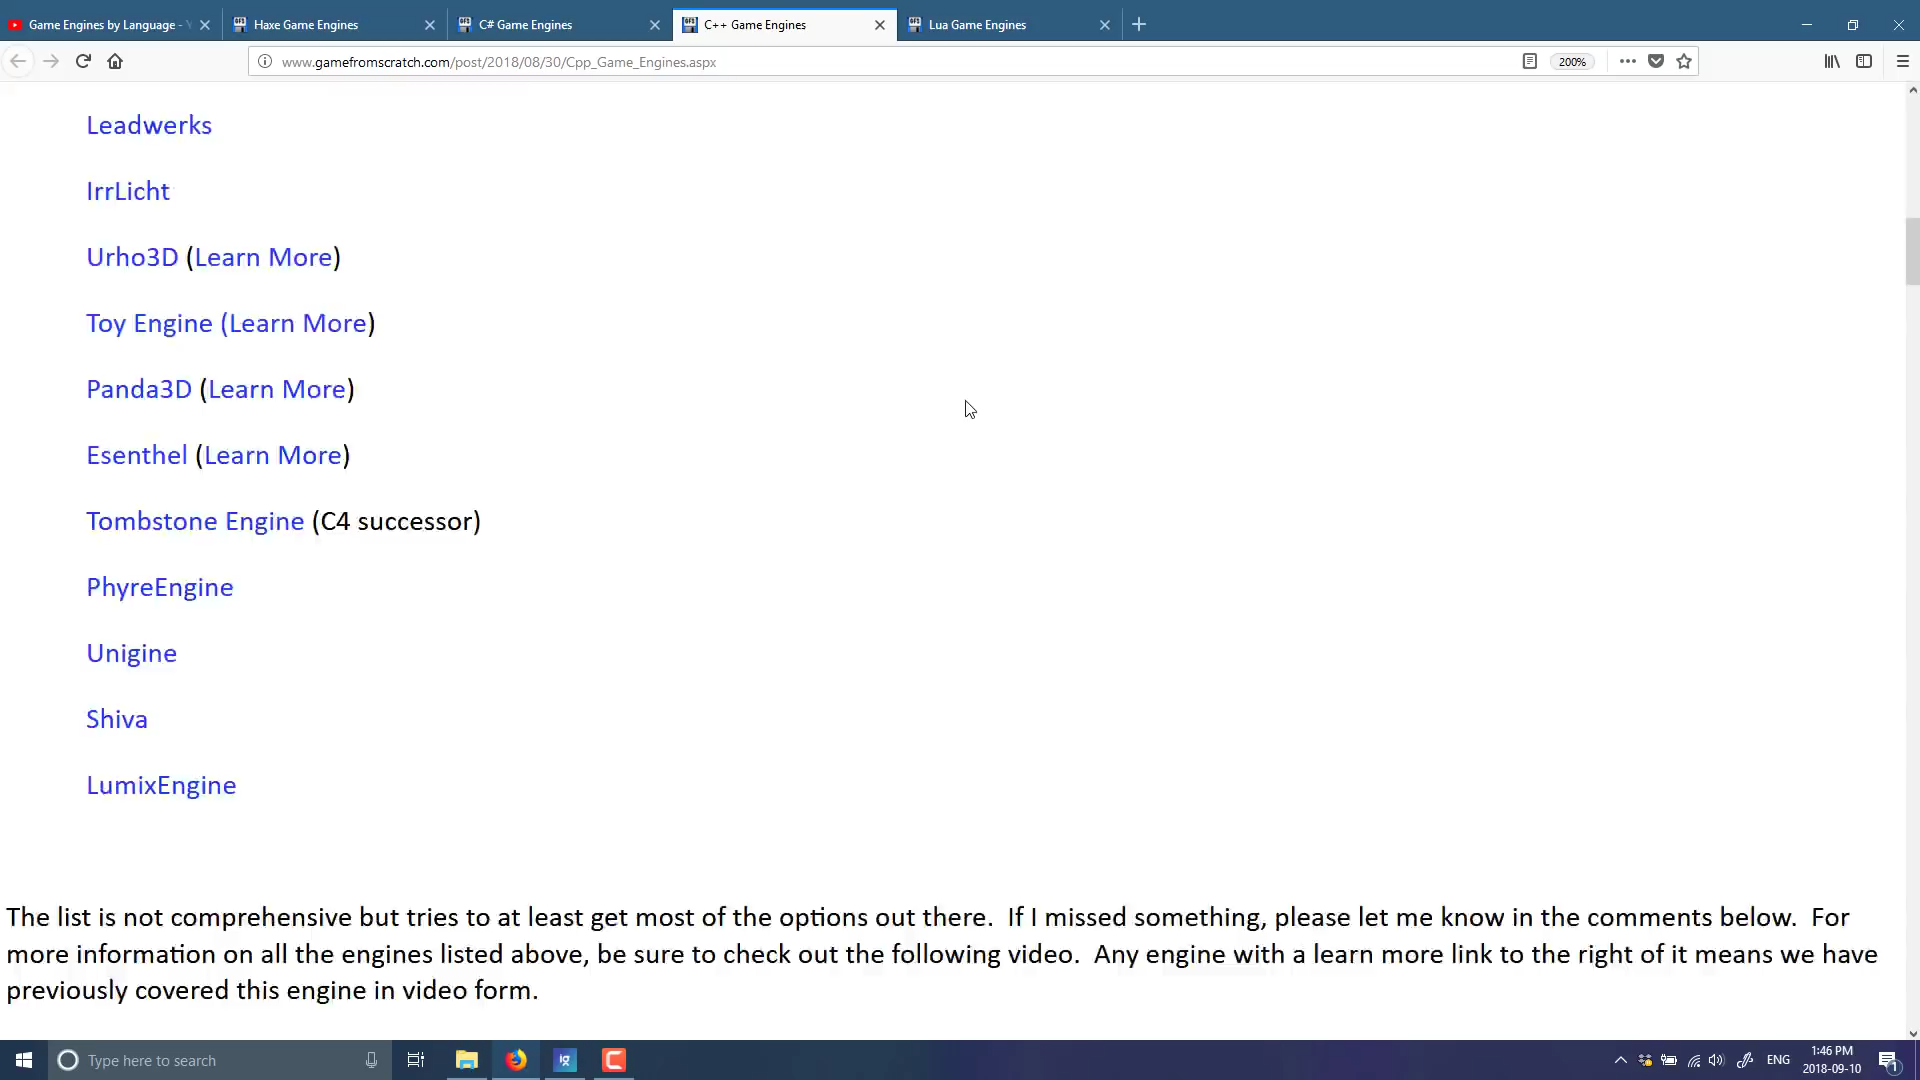 Game Engines by Language - Y
Haxe Game Engines
C# Game Engines
C++ Game Engines
Lua Game Engines
www.gamefromscratch.com/post/2018/08/30/Cpp_Game_Engines.aspx
200%
Leadwerks
IrrLicht
Urho3D (Learn More)
Toy Engine (Learn More)
Panda3D (Learn More)
Esenthel (Learn More)
Tombstone Engine (C4 successor)
PhyreEngine
Unigine
Shiva
LumixEngine
The list is not comprehensive but tries to at least get most of the options out there.  If I missed something, please let me know in the comments below.  For
more information on all the engines listed above, be sure to check out the following video.  Any engine with a learn more link to the right of it means we have
previously covered this engine in video form.
Type here to search
ig
ENG
1:46 PM
2018-09-10
1